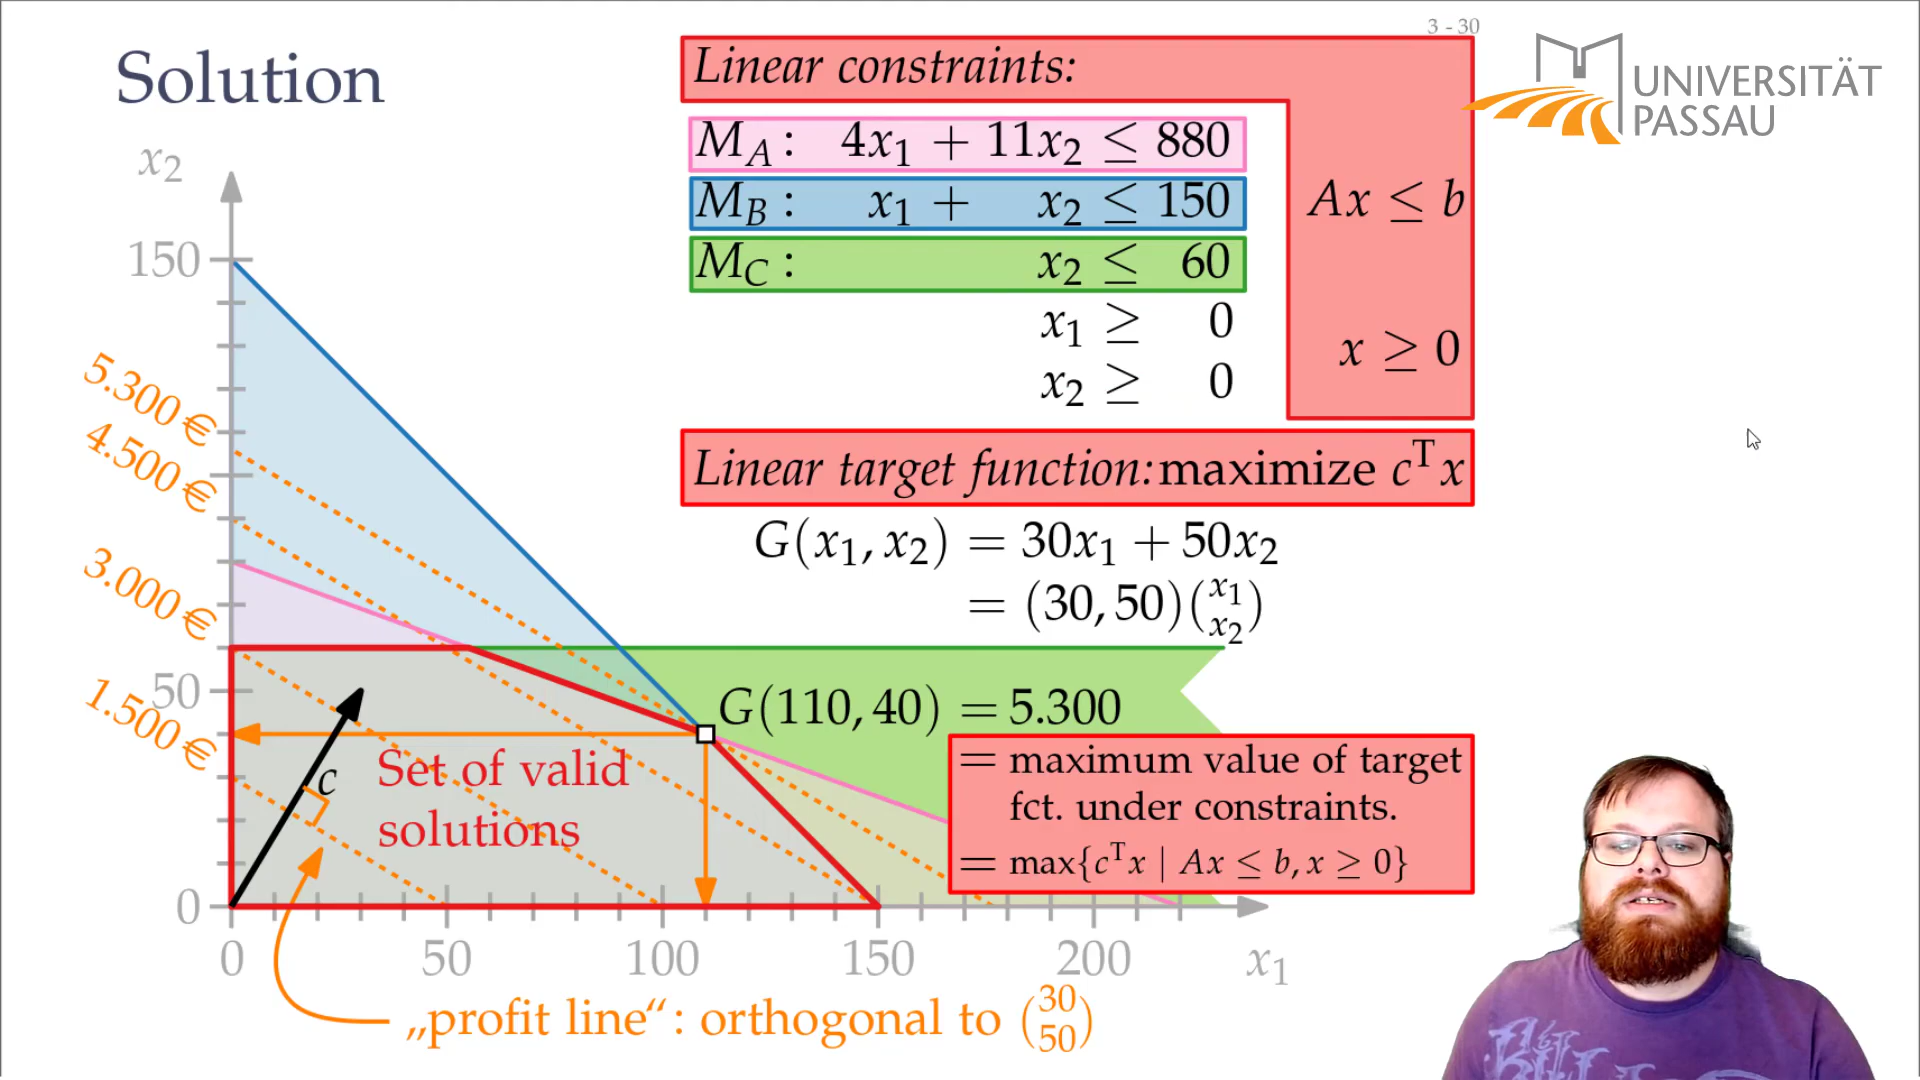 3 - 30
Solution
UNIVERSITÄT
PASSAU
Linear constraints:
M_A : 4x₁ + 11x₂ ≤ 880
M_B : x₁ + x₂ ≤ 150
M_C : x₂ ≤ 60
x₁ ≥ 0
x₂ ≥ 0
Ax ≤ b
x ≥ 0
Linear target function: maximize cᵀx
G(x₁, x₂) = 30x₁ + 50x₂
= (30, 50)(x₁ x₂)
G(110, 40) = 5.300
= maximum value of target
fct. under constraints.
= max{cᵀx | Ax ≤ b, x ≥ 0}
x₂
150
5.300 €
4.500 €
3.000 €
50
1.500 €
c
Set of valid
solutions
0
0 50 100 150 200 x₁
„profit line“: orthogonal to (30 50)